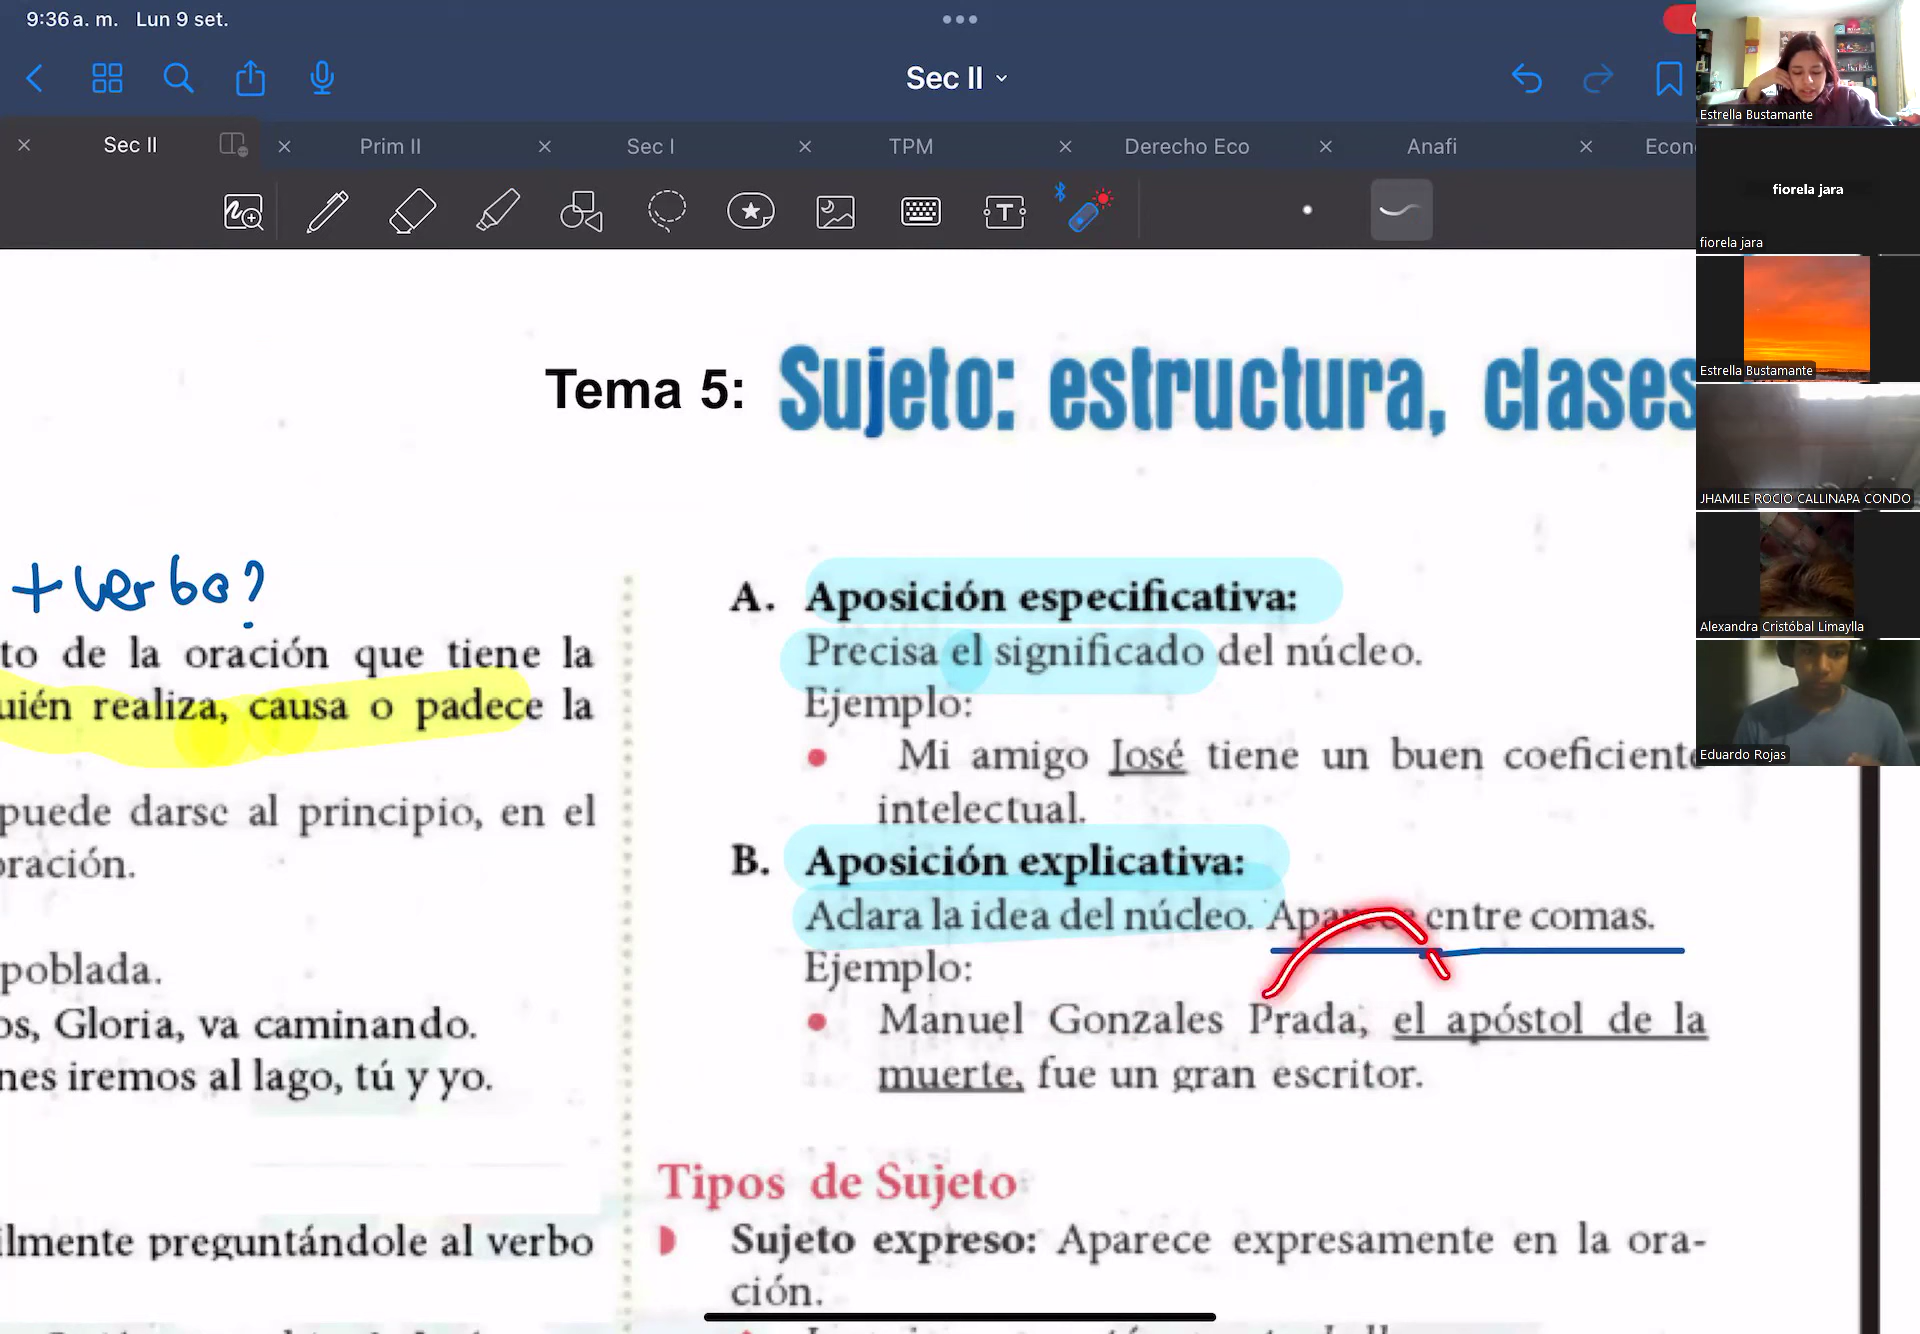 9:36 a. m. Lun 9 set.
Sec II
Sec II
Prim II
Sec I
TPM
Derecho Eco
Anafi
Econ
Tema 5: Sujeto: estructura, clases
+ verbo?
to de la oración que tiene la
uién realiza, causa o padece la
puede darse al principio, en el
oración.
poblada.
os, Gloria, va caminando.
nes iremos al lago, tú y yo.
ilmente preguntándole al verbo
A. Aposición especificativa:
Precisa el significado del núcleo.
Ejemplo:
Mi amigo José tiene un buen coeficiente
intelectual.
B. Aposición explicativa:
Aclara la idea del núcleo. Aparece entre comas.
Ejemplo:
Manuel Gonzales Prada, el apóstol de la
muerte, fue un gran escritor.
Tipos de Sujeto
Sujeto expreso: Aparece expresamente en la ora-
ción.
Estrella Bustamante
fiorela jara
fiorela jara
Estrella Bustamante
JHAMILE ROCIO CALLINAPA CONDO
Alexandra Cristóbal Limaylla
Eduardo Rojas